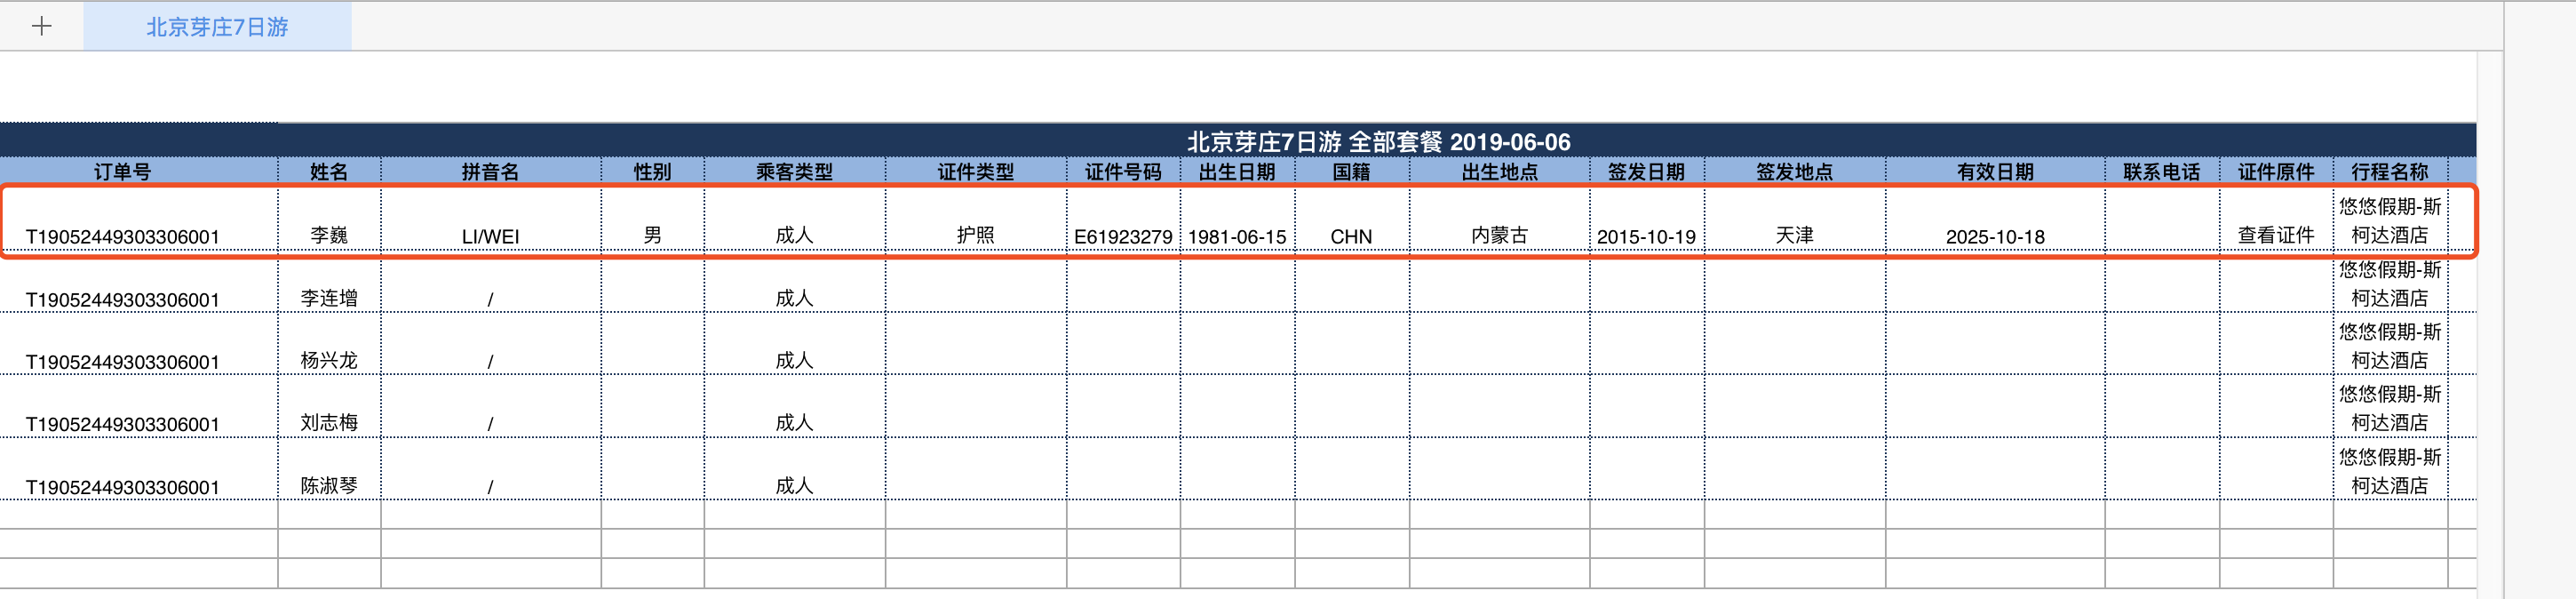 北京芽庄7日游
北京芽庄7日游 全部套餐 2019-06-06
订单号 姓名 拼音名 性别 乘客类型 证件类型 证件号码 出生日期 国籍 出生地点 签发日期 签发地点 有效日期 联系电话 证件原件 行程名称
T19052449303306001 李巍 LI/WEI 男 成人 护照 E61923279 1981-06-15 CHN 内蒙古 2015-10-19 天津 2025-10-18 查看证件 悠悠假期-斯
柯达酒店
T19052449303306001 李连增 / 成人 悠悠假期-斯
柯达酒店
T19052449303306001 杨兴龙 / 成人 悠悠假期-斯
柯达酒店
T19052449303306001 刘志梅 / 成人 悠悠假期-斯
柯达酒店
T19052449303306001 陈淑琴 / 成人 悠悠假期-斯
柯达酒店